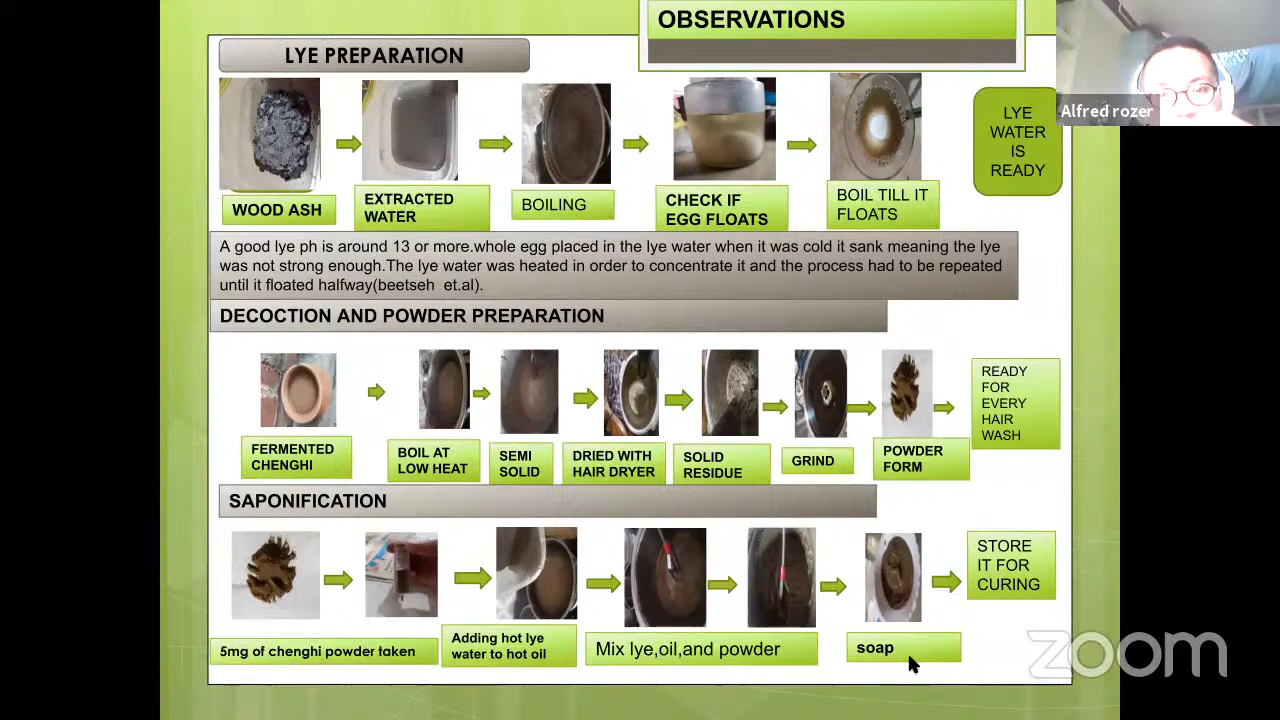 OBSERVATIONS
LYE PREPARATION
Alfred rozer
LYE
WATER
IS
READY
WOOD ASH
EXTRACTED
WATER
BOILING
CHECK IF
EGG FLOATS
BOIL TILL IT
FLOATS
A good lye ph is around 13 or more.whole egg placed in the lye water when it was cold it sank meaning the lye
was not strong enough.The lye water was heated in order to concentrate it and the process had to be repeated
until it floated halfway(beetseh et.al).
DECOCTION AND POWDER PREPARATION
READY
FOR
EVERY
HAIR
WASH
FERMENTED
CHENGHI
BOIL AT
LOW HEAT
SEMI
SOLID
DRIED WITH
HAIR DRYER
SOLID
RESIDUE
GRIND
POWDER
FORM
SAPONIFICATION
STORE
IT FOR
CURING
5mg of chenghi powder taken
Adding hot lye
water to hot oil
Mix lye,oil,and powder
soap
zoom